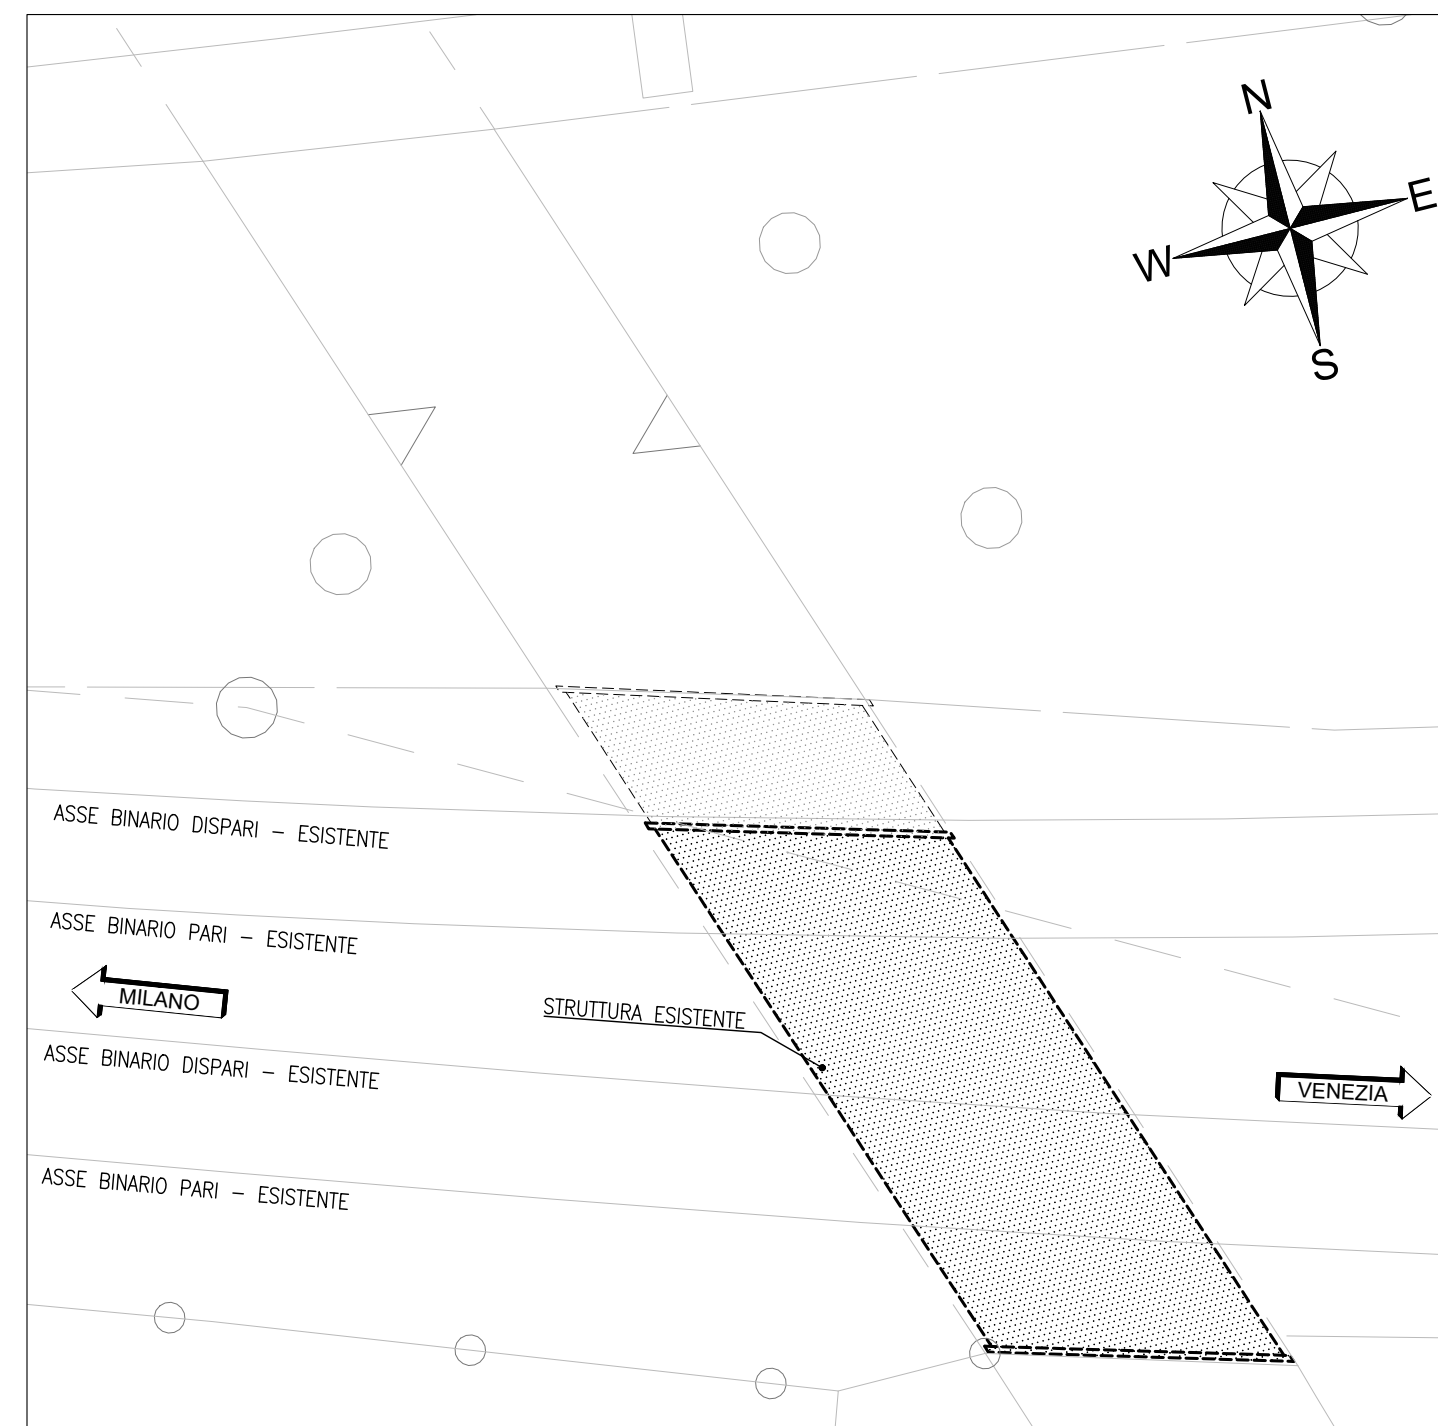 N
E
W
S
ASSE BINARIO DISPARI – ESISTENTE
ASSE BINARIO PARI – ESISTENTE
MILANO
STRUTTURA ESISTENTE
ASSE BINARIO DISPARI – ESISTENTE
VENEZIA
ASSE BINARIO PARI – ESISTENTE